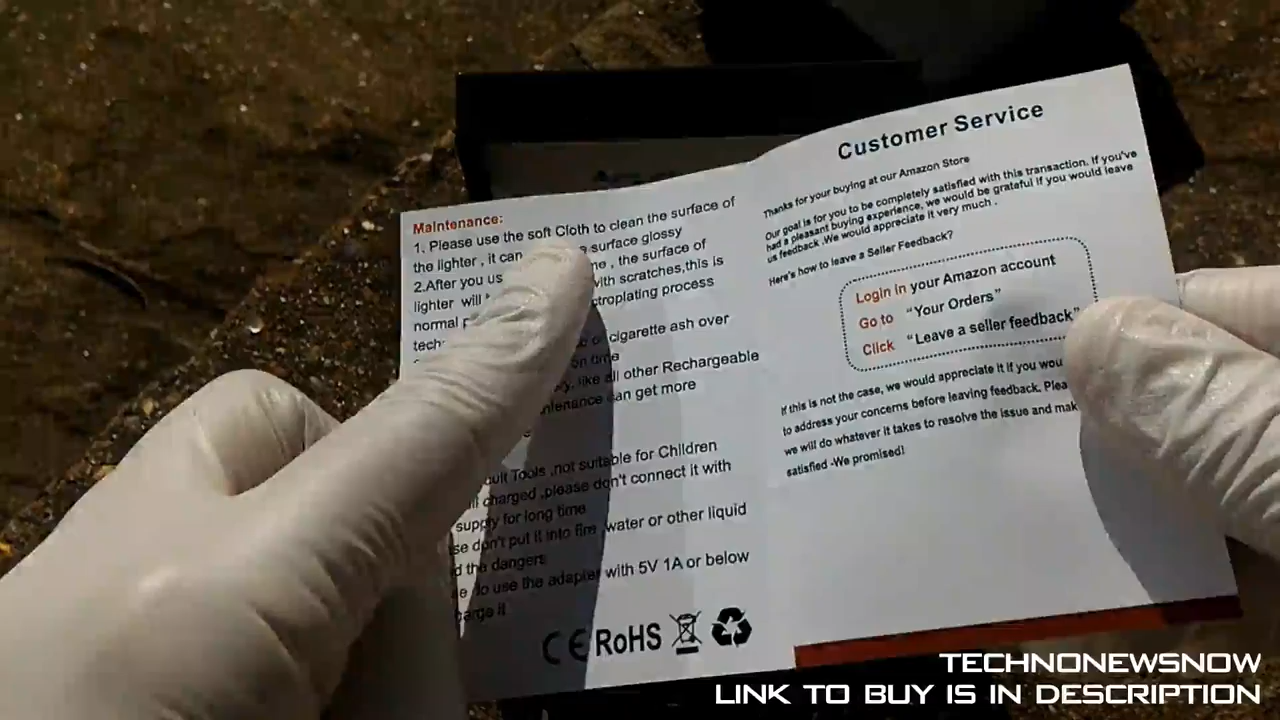 Maintenance:
1. Please use the soft Cloth to clean the surface of
the lighter , it can surface glossy
2.After you us , the surface of
lighter will with scratches,this is
normal ctroplating process
tech
cigarette ash over
on time
like all other Rechargeable
ntenance can get more
Tools ,not suitable for Children
charged ,please don't connect it with
supply for long time
se don't put it into fire ,water or other liquid
d the dangers
do use the adapter with 5V 1A or below
harge it
CE RoHS
Customer Service
Thanks for your buying at our Amazon Store
Our goal is for you to be completely satisfied with this transaction. If you've
had a pleasant buying experience, we would be grateful if you would leave
us feedback .We would appreciate it very much .
Here's how to leave a Seller Feedback?
Login in your Amazon account
Go to “Your Orders”
Click “Leave a seller feedback”
If this is not the case, we would appreciate it if you wou
to address your concerns before leaving feedback. Plea
we will do whatever it takes to resolve the issue and mak
satisfied -We promised!
TECHNONEWSNOW
LINK TO BUY IS IN DESCRIPTION